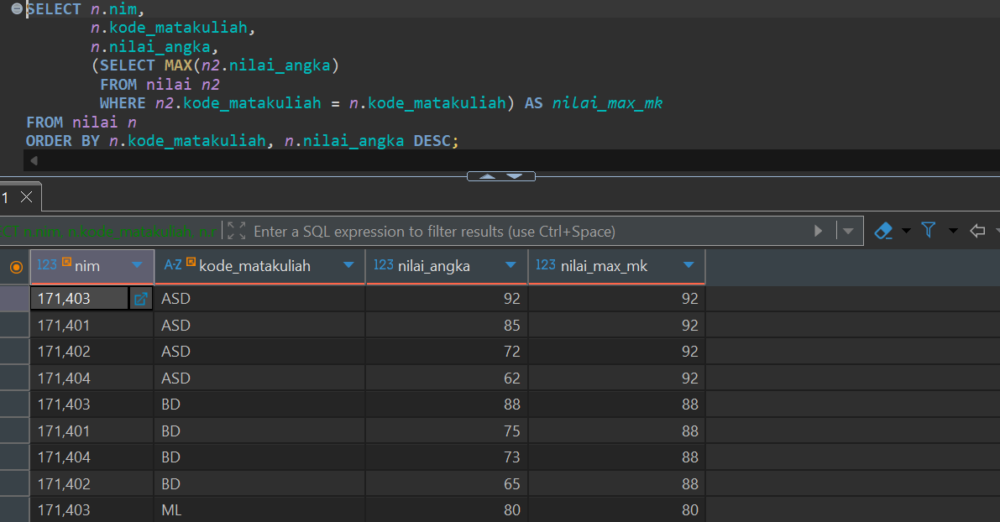 SELECT n.nim,
n.kode_matakuliah,
n.nilai_angka,
(SELECT MAX(n2.nilai_angka)
FROM nilai n2
WHERE n2.kode_matakuliah = n.kode_matakuliah) AS nilai_max_mk
FROM nilai n
ORDER BY n.kode_matakuliah, n.nilai_angka DESC;
1
CT n.nim, n.kode_matakuliah, n.r Enter a SQL expression to filter results (use Ctrl+Space)
123 nim A-Z kode_matakuliah 123 nilai_angka 123 nilai_max_mk
171,403 ASD 92 92
171,401 ASD 85 92
171,402 ASD 72 92
171,404 ASD 62 92
171,403 BD 88 88
171,401 BD 75 88
171,404 BD 73 88
171,402 BD 65 88
171,403 ML 80 80